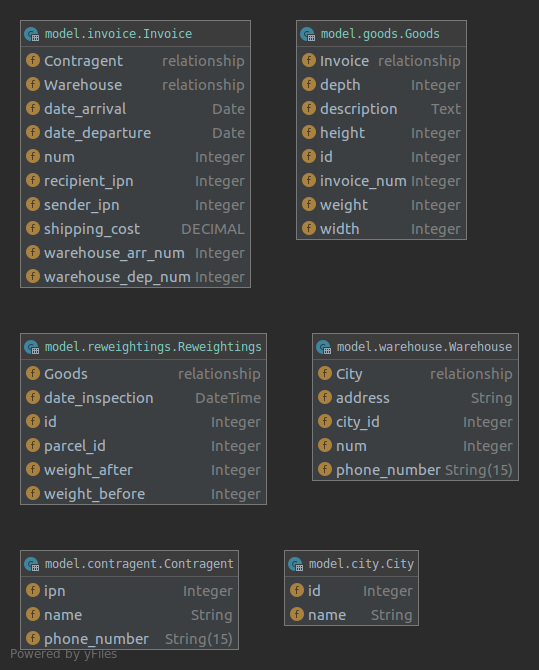 model.invoice.Invoice
Contragent relationship
Warehouse relationship
date_arrival Date
date_departure Date
num Integer
recipient_ipn Integer
sender_ipn Integer
shipping_cost DECIMAL
warehouse_arr_num Integer
warehouse_dep_num Integer
model.goods.Goods
Invoice relationship
depth Integer
description Text
height Integer
id Integer
invoice_num Integer
weight Integer
width Integer
model.reweightings.Reweightings
Goods relationship
date_inspection DateTime
id Integer
parcel_id Integer
weight_after Integer
weight_before Integer
model.warehouse.Warehouse
City relationship
address String
city_id Integer
num Integer
phone_number String(15)
model.contragent.Contragent
ipn Integer
name String
phone_number String(15)
model.city.City
id Integer
name String
Powered by yFiles